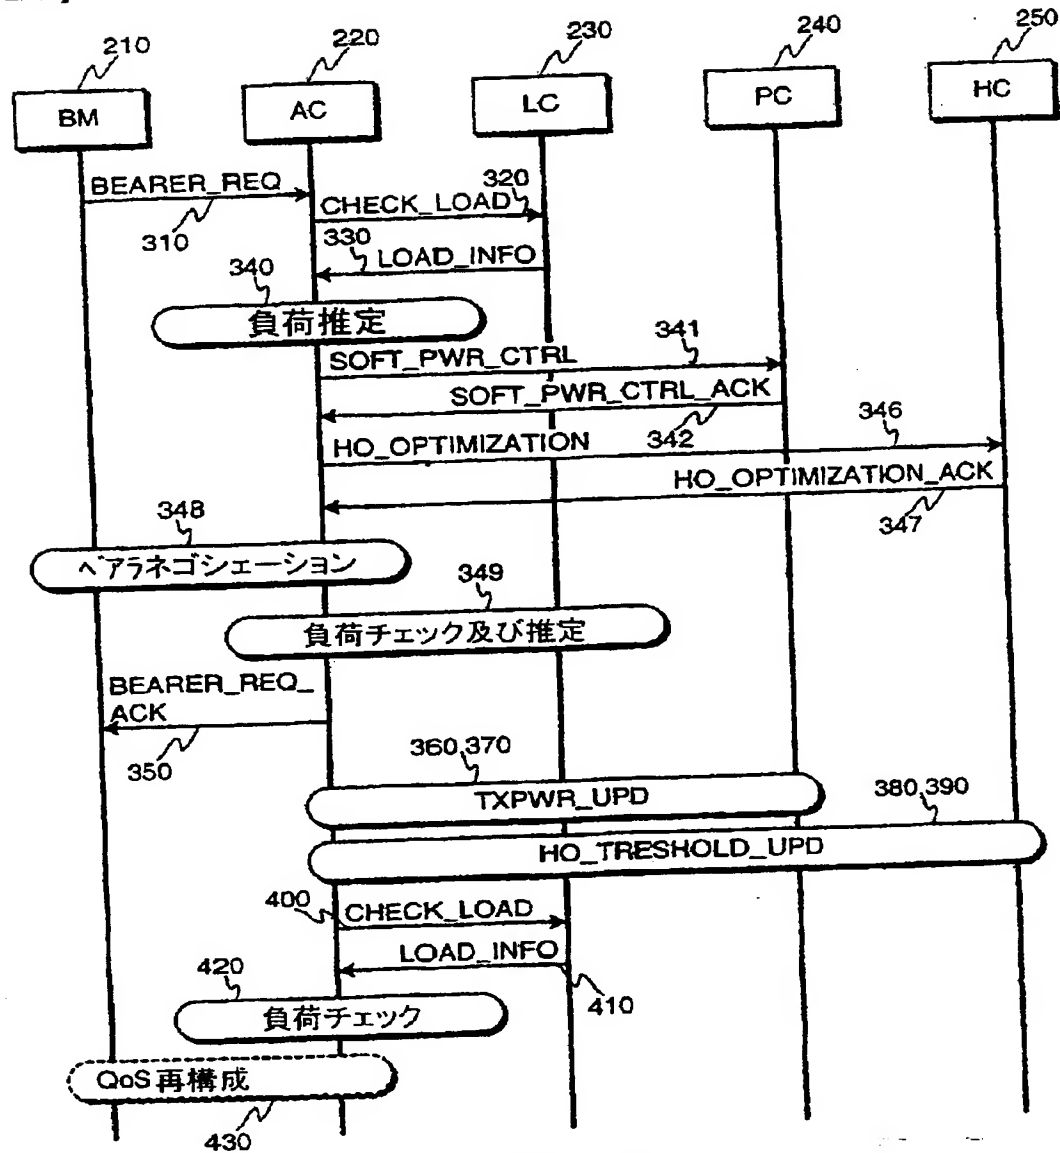 210
220
230
240
250
BM
AC
LC
PC
HC
BEARER_REQ
310
CHECK_LOAD
320
330
LOAD_INFO
340
負荷推定
341
SOFT_PWR_CTRL
SOFT_PWR_CTRL_ACK
342
346
HO_OPTIMIZATION
HO_OPTIMIZATION_ACK
347
348
ベアラネゴシェーション
349
負荷チェック及び推定
BEARER_REQ_
ACK
350
360,370
TXPWR_UPD
380,390
HO_TRESHOLD_UPD
400
CHECK_LOAD
LOAD_INFO
410
420
負荷チェック
QoS再構成
430